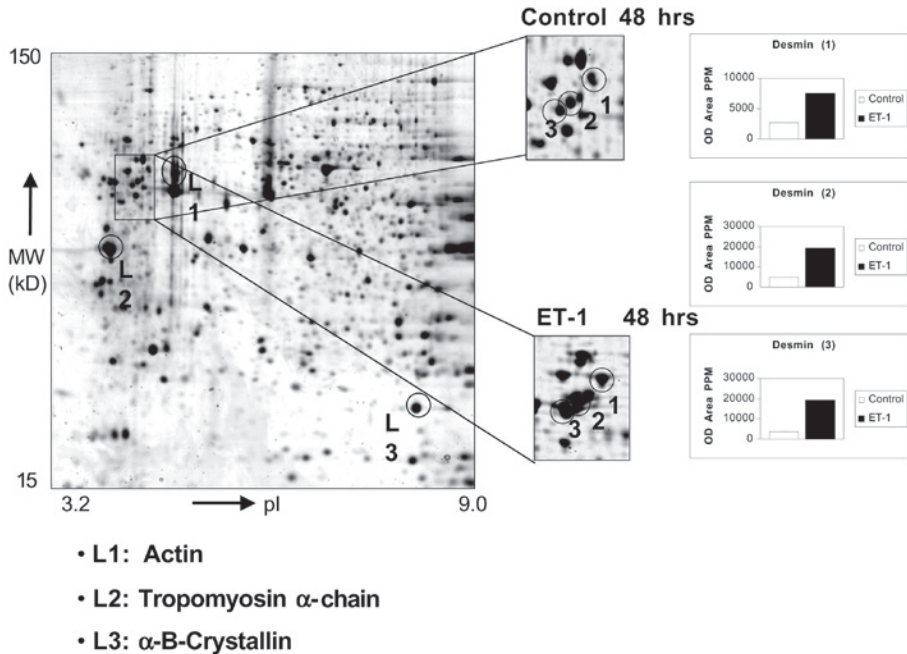 Control 48 hrs
150
MW
(kD)
15
3.2
pI
9.0
L
1
L
2
L
3
1
2
3
ET-1 48 hrs
1
2
3
Desmin (1)
OD Area PPM
10000
5000
0
Control
ET-1
Desmin (2)
OD Area PPM
30000
20000
10000
0
Control
ET-1
Desmin (3)
OD Area PPM
30000
20000
10000
0
Control
ET-1
• L1: Actin
• L2: Tropomyosin α-chain
• L3: α-B-Crystallin